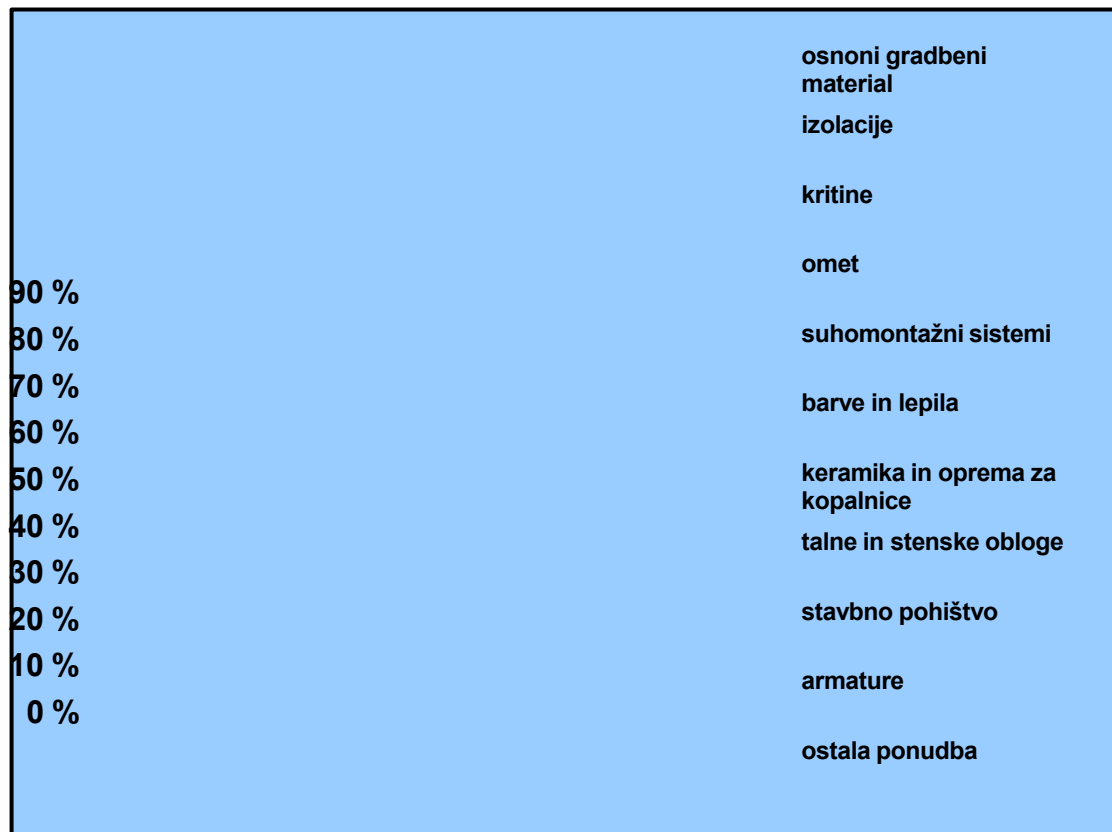 osnoni gradbeni
material
izolacije
kritine
omet
90 %
80 %
suhomontažni sistemi
70 %
barve in lepila
60 %
50 %
keramika in oprema za
kopalnice
40 %
talne in stenske obloge
30 %
20 %
stavbno pohištvo
10 %
armature
0 %
ostala ponudba